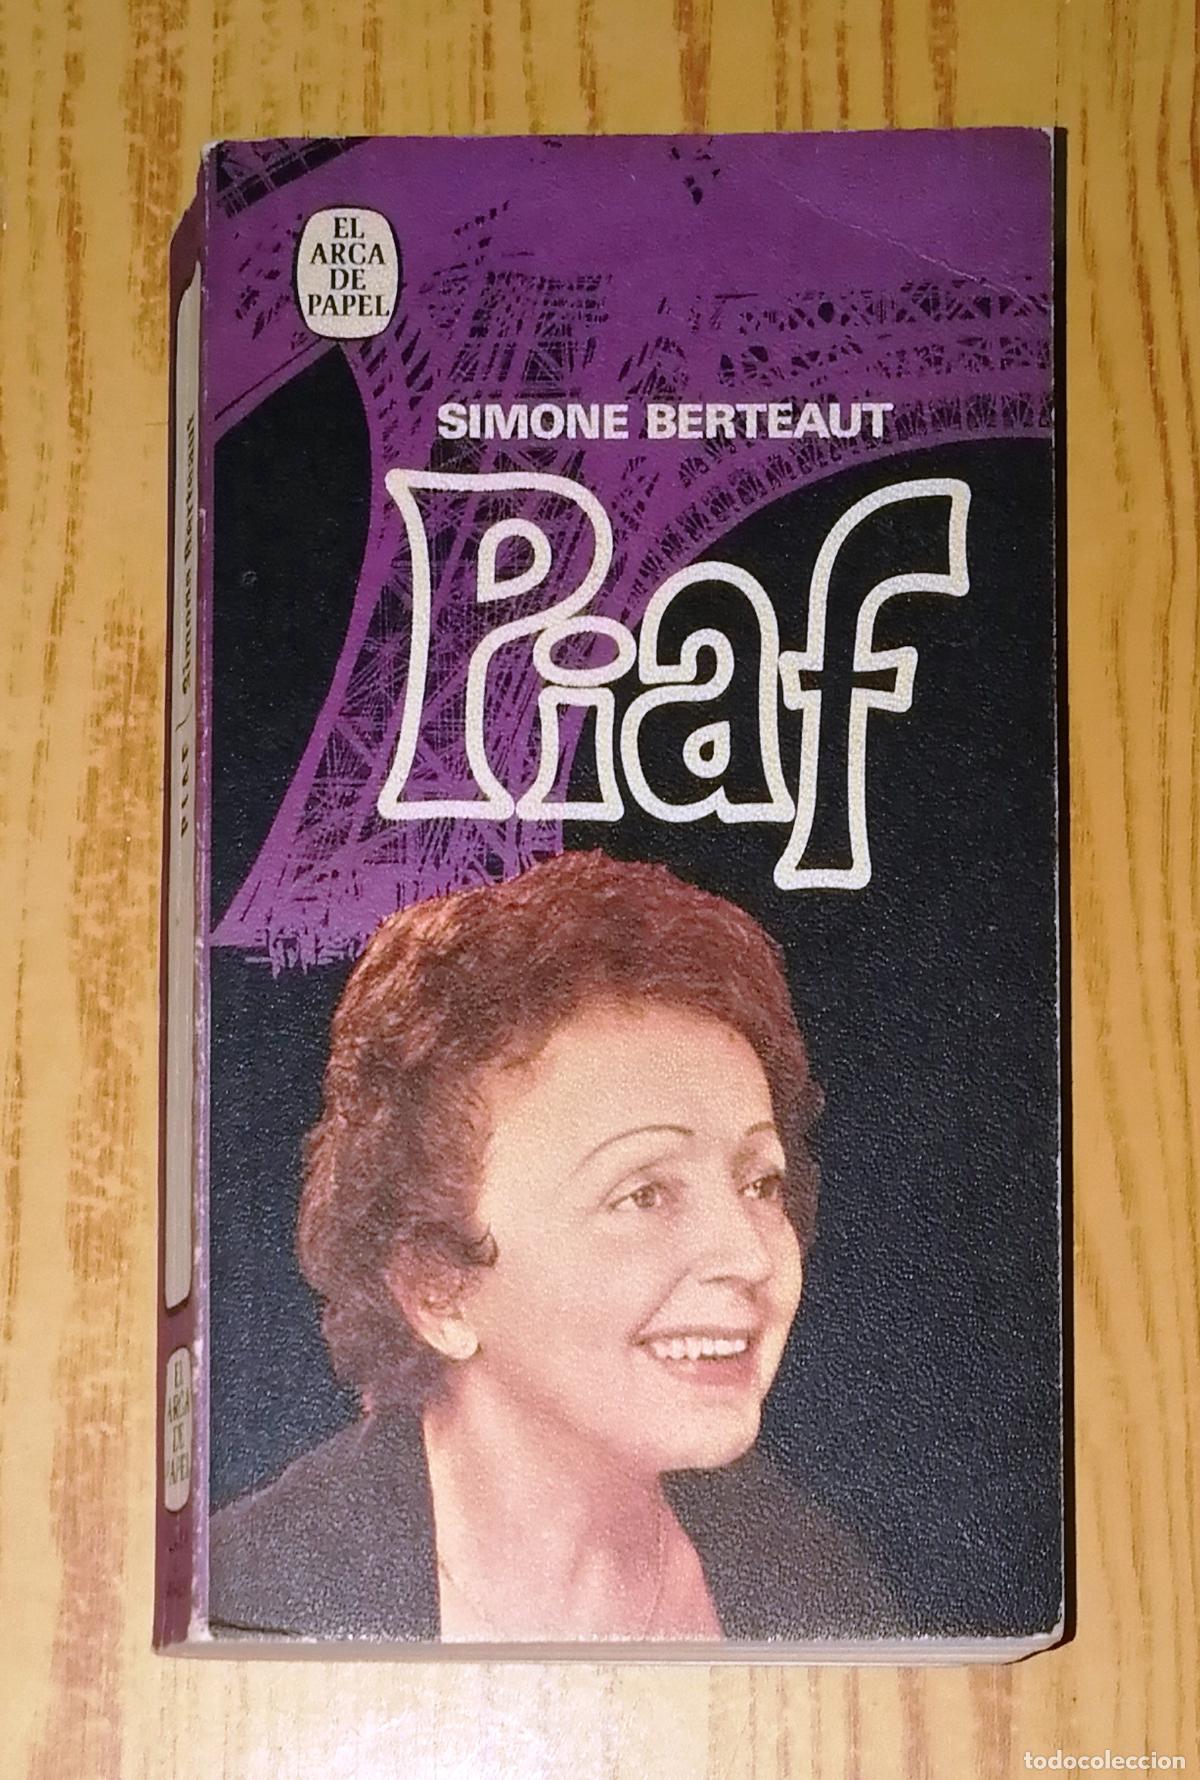 EL
ARCA
DE
PAPEL
SIMONE BERTEAUT
Piaf
PIAF / Simone Berteaut
EL
ARCA
DE
PAPEL
todocoleccion